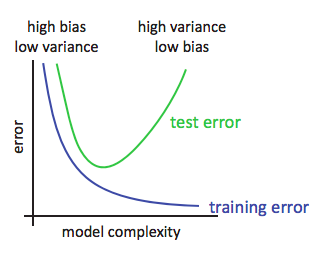 high bias
low variance
high variance
low bias
error
test error
training error
model complexity